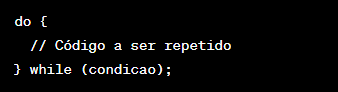 do {
  // Código a ser repetido
} while (condicao);